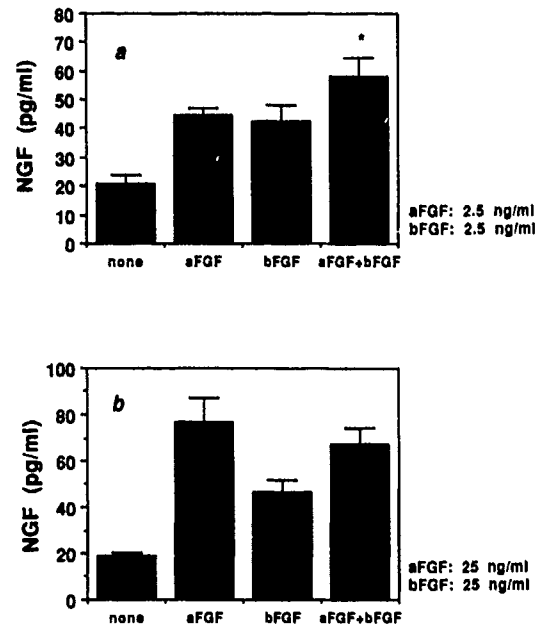 80
70
60
50
40
30
20
10
0
NGF (pg/ml)
a
*
none aFGF bFGF aFGF+bFGF
aFGF: 2.5 ng/ml
bFGF: 2.5 ng/ml
100
80
60
40
20
0
NGF (pg/ml)
b
none aFGF bFGF aFGF+bFGF
aFGF: 25 ng/ml
bFGF: 25 ng/ml